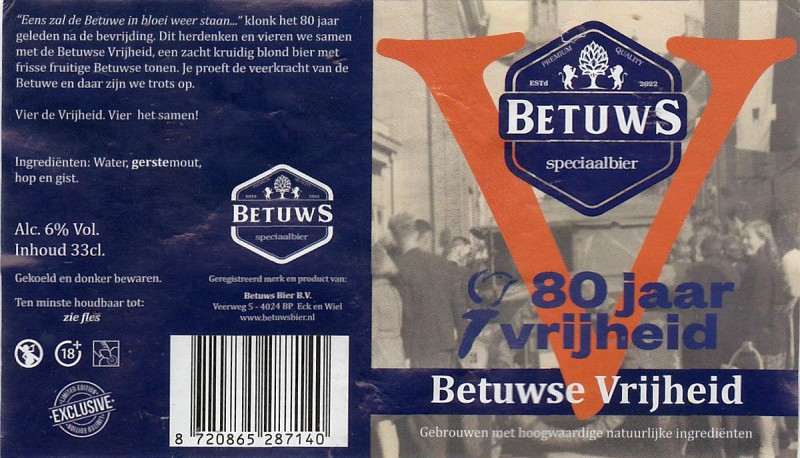 "Eens zal de Betuwe in bloei weer staan..." klonk het 80 jaar
geleden na de bevrijding. Dit herdenken en vieren we samen
met de Betuwse Vrijheid, een zacht kruidig blond bier met
frisse fruitige Betuwse tonen. Je proeft de veerkracht van de
Betuwe en daar zijn we trots op.
Vier de Vrijheid. Vier het samen!
Ingrediënten: Water, gerstemout,
hop en gist.
Alc. 6% Vol.
Inhoud 33cl.
Gekoeld en donker bewaren.
Ten minste houdbaar tot:
zie fles
18+
LIMITED EDITION
EXCLUSIVE
LIMITED EDITION
ESTd 2022
BETUWS
speciaalbier
Geregistreerd merk en product van:
Betuws Bier B.V.
Veerweg 5 - 4024 BP Eck en Wiel
www.betuwsbier.nl
8 720865 287140
PREMIUM QUALITY
ESTd 2022
BETUWS
speciaalbier
80 jaar
vrijheid
Betuwse Vrijheid
Gebrouwen met hoogwaardige natuurlijke ingrediënten